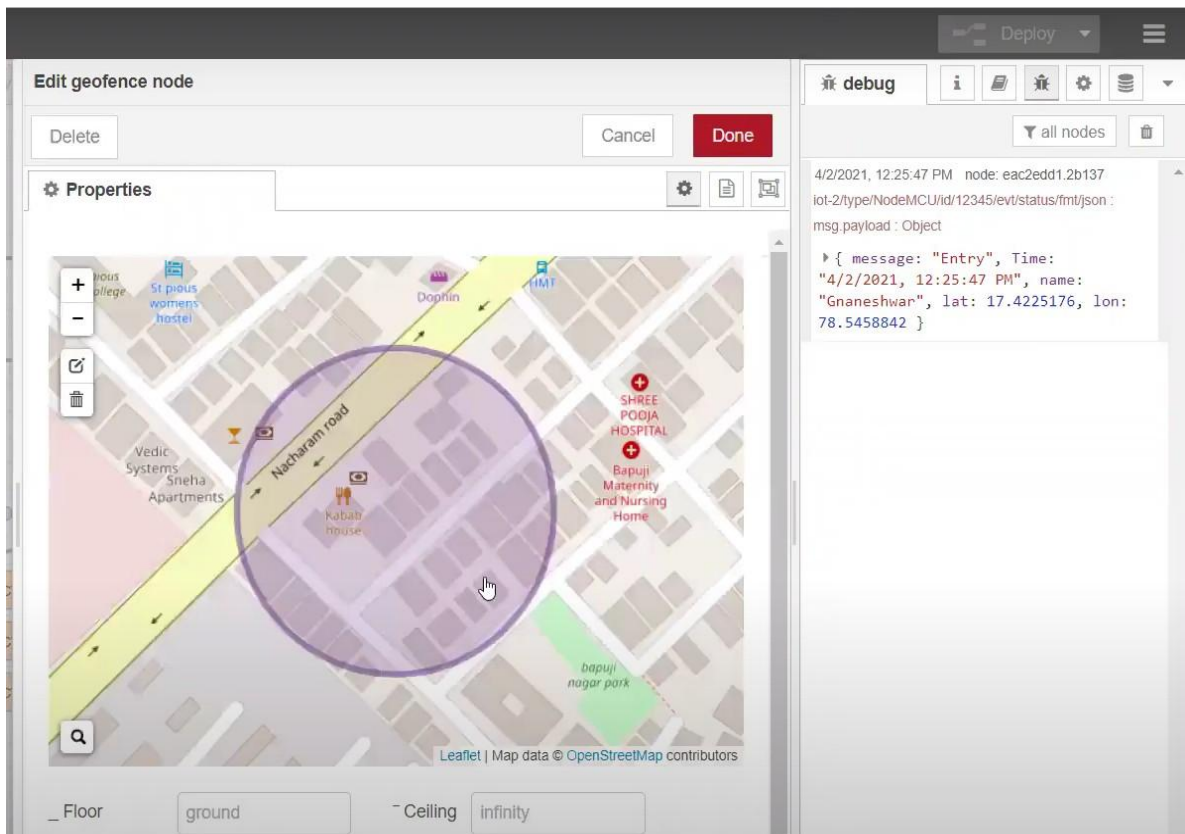 Deploy
Edit geofence node
Delete
Cancel
Done
Properties
+
−
pious
college
St pious
womens
hostel
Dophin
HMT
SHREE
POOJA
HOSPITAL
Bapuji
Maternity
and Nursing
Home
Vedic
Systems
Sneha
Apartments
Nacharam road
Kabab
house
bapuji
nagar park
Leaflet | Map data © OpenStreetMap contributors
Floor
ground
Ceiling
infinity
debug
i
all nodes
4/2/2021, 12:25:47 PM node: eac2edd1.2b137
iot-2/type/NodeMCU/id/12345/evt/status/fmt/json :
msg.payload : Object
{ message: "Entry", Time:
"4/2/2021, 12:25:47 PM", name:
"Gnaneshwar", lat: 17.4225176, lon:
78.5458842 }